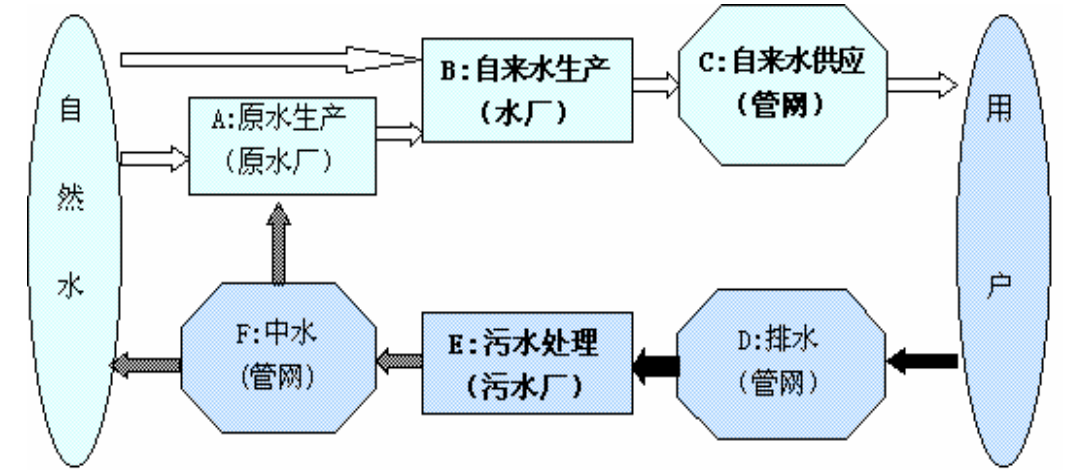 自然水
A:原水生产
(原水厂)
B:自来水生产
(水厂)
C:自来水供应
(管网)
用户
F:中水
(管网)
E:污水处理
(污水厂)
D:排水
(管网)